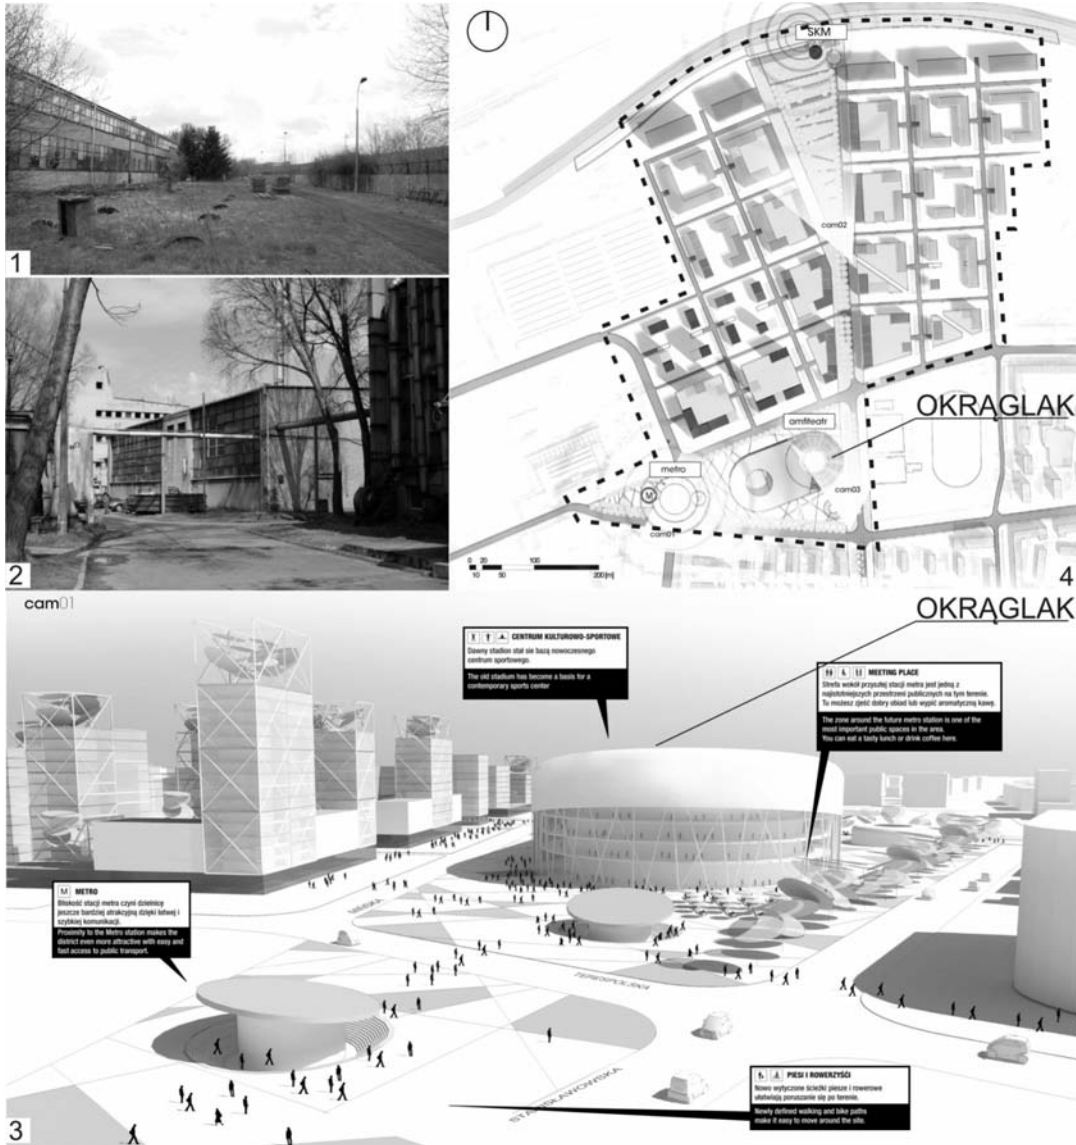 1
2
SKM
cam02
OKRĄGLAK
amfiteatr
metro
M
cam03
cam01
0 20 100
10 50 200 [m]
4
cam01
OKRĄGLAK
CENTRUM KULTUROWO-SPORTOWE
Dawny stadion stał sie bazą nowoczesnego
centrum sportowego.
The old stadium has become a basis for a
contemporary sports center
MEETING PLACE
Strefa wokół przyszłej stacji metra jest jedną z
najistotniejszych przestrzeni publicznych na tym terenie.
Tu możesz zjeść dobry obiad lub wypić aromatyczną kawę.
The zone around the future metro station is one of the
most important public spaces in the area.
You can eat a tasty lunch or drink coffee here.
M METRO
Bliskość stacji metra czyni dzielnicę
jeszcze bardziej atrakcyjną dzięki łatwej i
szybkiej komunikacji.
Proximity to the Metro station makes the
district even more attractive with easy and
fast access to public transport.
MIŃSKA
TERESPOLSKA
STANISŁAWOWSKA
PIESI I ROWERZYŚCI
Nowo wytyczone ścieżki piesze i rowerowe
ułatwiają poruszanie się po terenie.
Newly defined walking and bike paths
make it easy to move around the site.
3